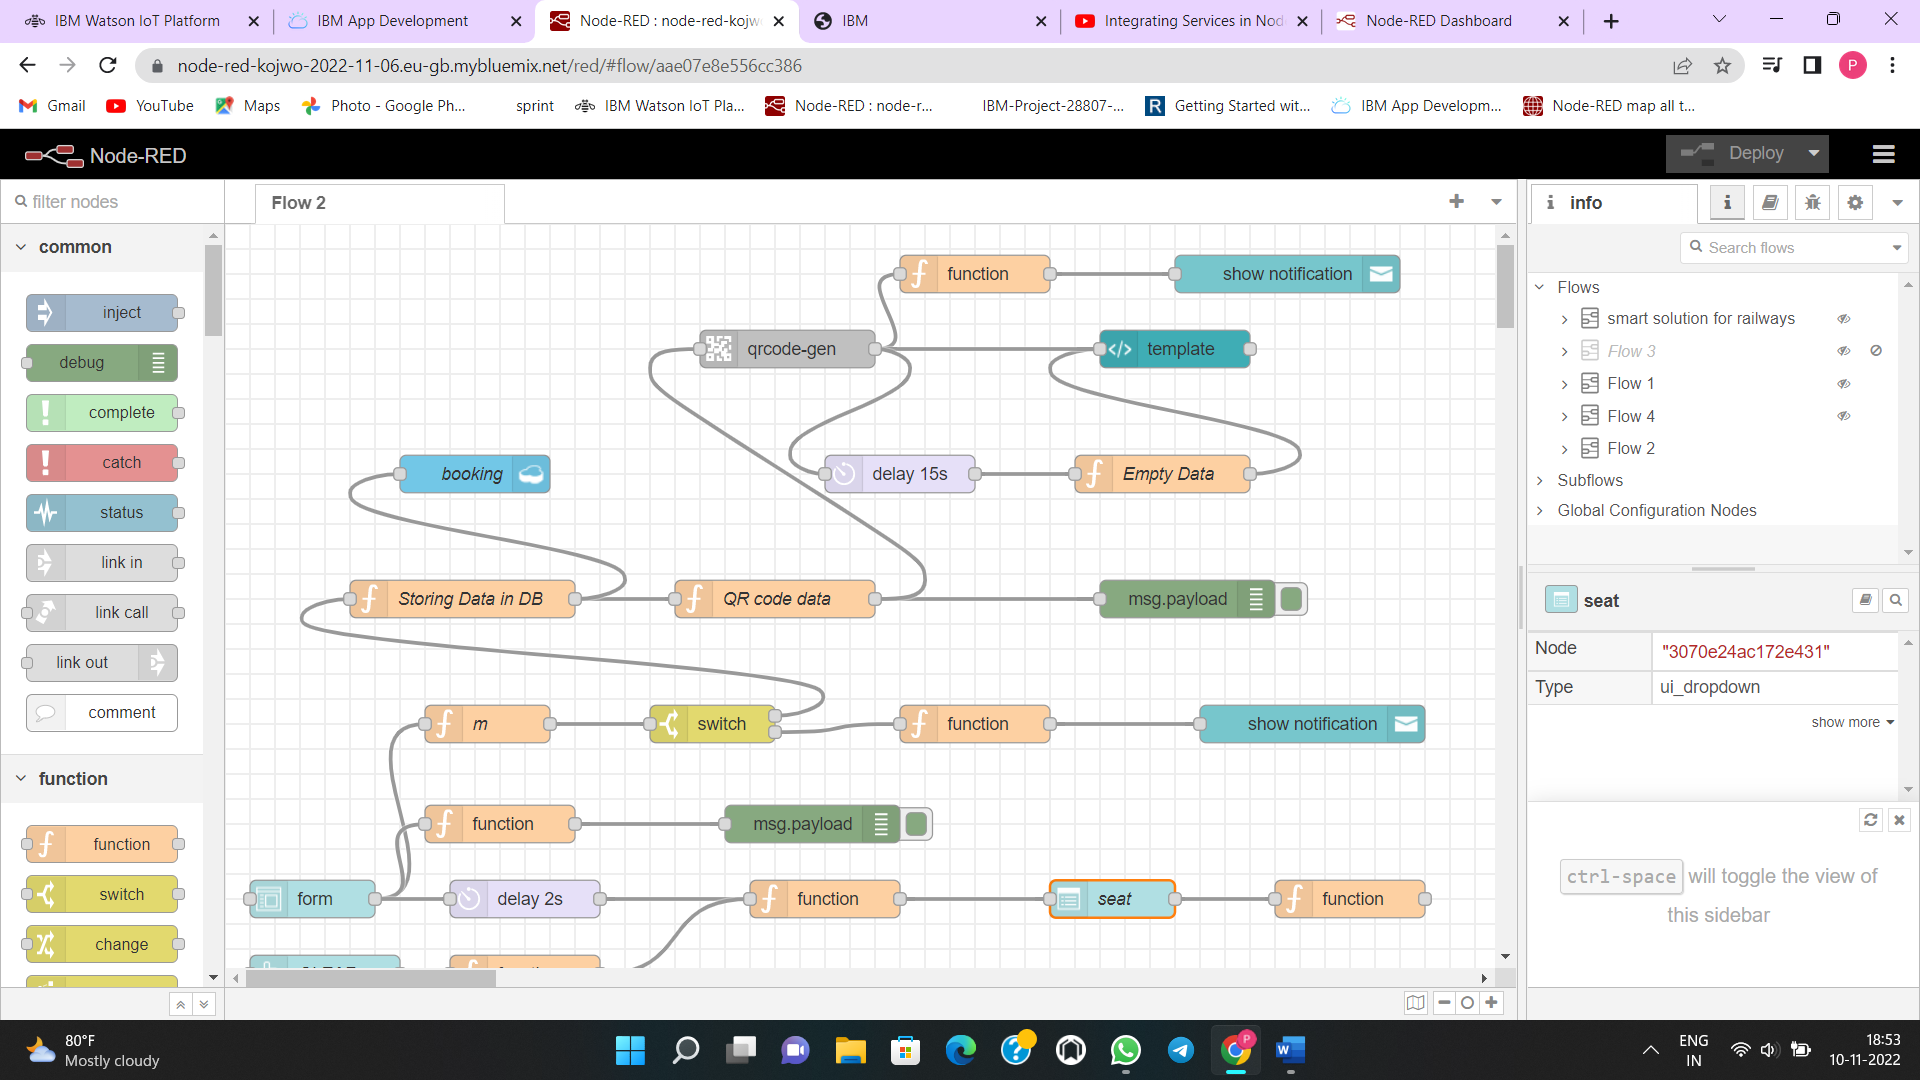 IBM Watson IoT Platform
IBM App Development
Node-RED : node-red-kojw
IBM
Integrating Services in Nod
Node-RED Dashboard
node-red-kojwo-2022-11-06.eu-gb.mybluemix.net/red/#flow/aae07e8e556cc386
P
Gmail
YouTube
Maps
Photo - Google Ph...
sprint
IBM Watson IoT Pla...
Node-RED : node-r...
IBM-Project-28807-...
R
Getting Started wit...
IBM App Developm...
Node-RED map all t...
Node-RED
Deploy
filter nodes
Flow 2
info
Search flows
common
inject
debug
complete
catch
status
link in
link call
link out
comment
function
function
switch
change
function
show notification
qrcode-gen
template
booking
delay 15s
Empty Data
Storing Data in DB
QR code data
msg.payload
m
switch
function
show notification
function
msg.payload
form
delay 2s
function
seat
function
Flows
smart solution for railways
Flow 3
Flow 1
Flow 4
Flow 2
Subflows
Global Configuration Nodes
seat
Node
"3070e24ac172e431"
Type
ui_dropdown
show more
ctrl-space will toggle the view of
this sidebar
80°F
Mostly cloudy
P
ENG
IN
18:53
10-11-2022